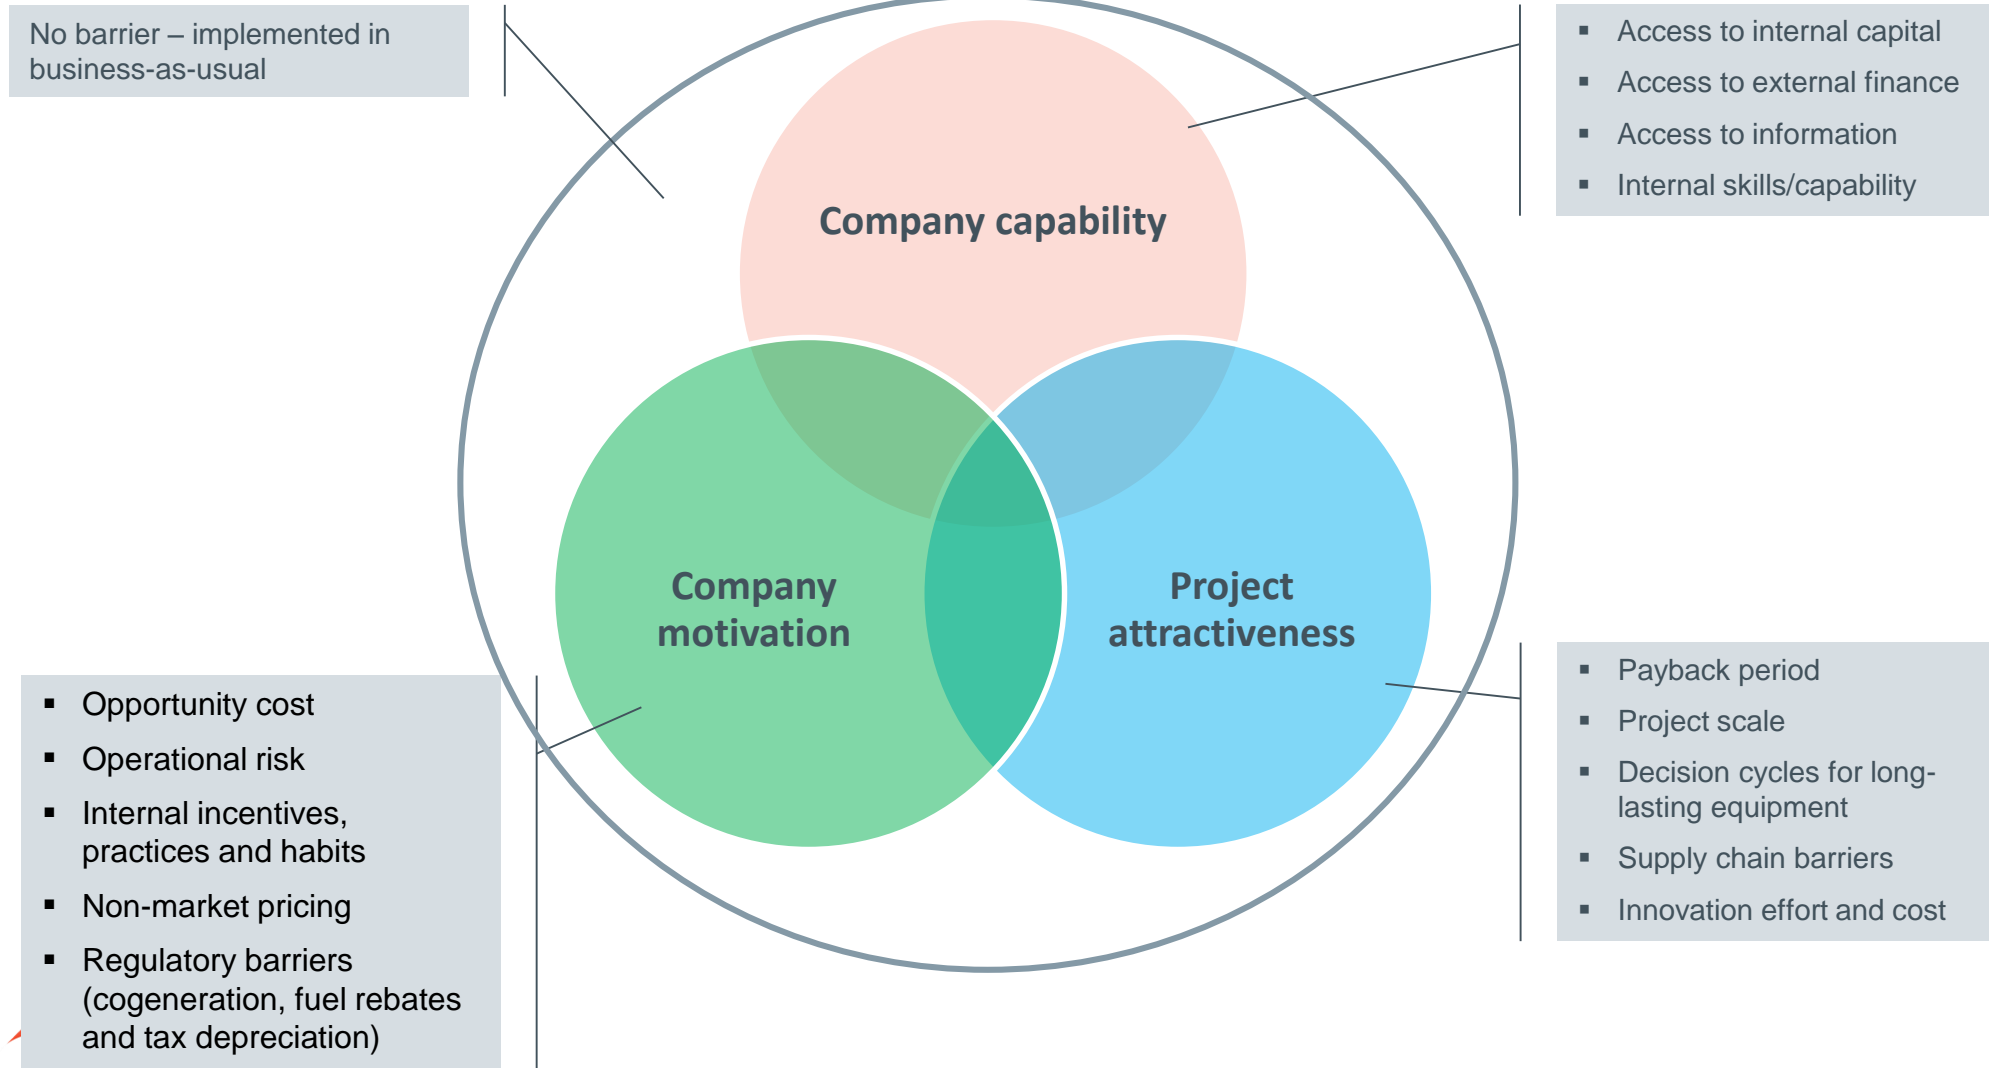 No barrier – implemented in
business-as-usual
▪ Access to internal capital
▪ Access to external finance
▪ Access to information
▪ Internal skills/capability
Company capability
Company
motivation
Project
attractiveness
▪ Opportunity cost
▪ Operational risk
▪ Internal incentives,
practices and habits
▪ Non-market pricing
▪ Regulatory barriers
(cogeneration, fuel rebates
and tax depreciation)
▪ Payback period
▪ Project scale
▪ Decision cycles for long-
lasting equipment
▪ Supply chain barriers
▪ Innovation effort and cost